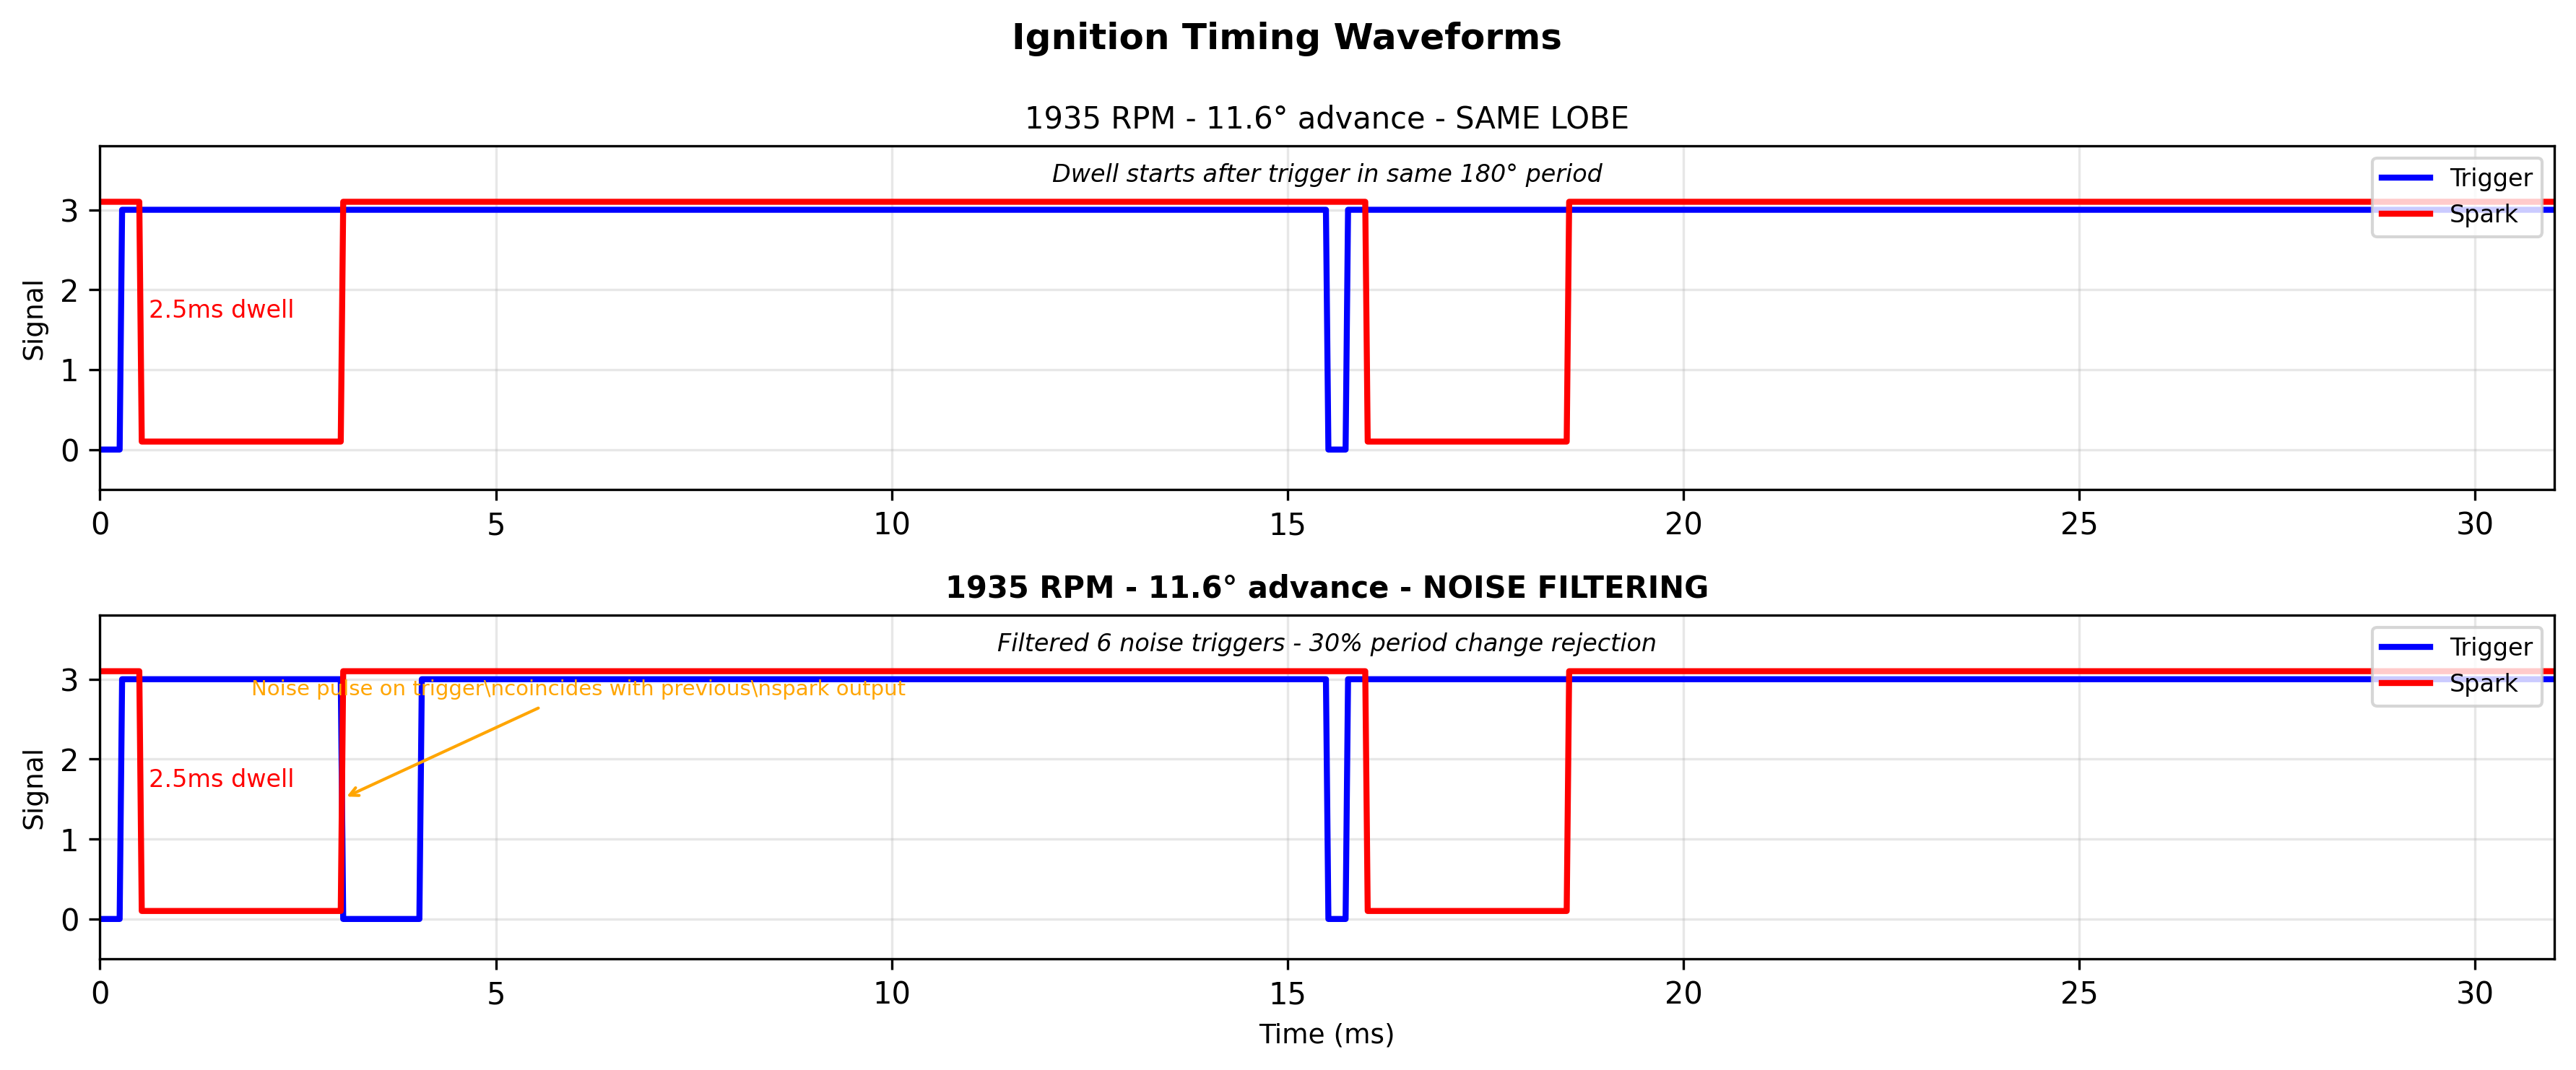 Ignition Timing Waveforms
1935 RPM - 11.6° advance - SAME LOBE
Dwell starts after trigger in same 180° period
Trigger
Spark
2.5ms dwell
Signal
3
2
1
0
0 5 10 15 20 25 30
1935 RPM - 11.6° advance - NOISE FILTERING
Filtered 6 noise triggers - 30% period change rejection
Trigger
Spark
Noise pulse on trigger\ncoincides with previous\nspark output
2.5ms dwell
Signal
3
2
1
0
0 5 10 15 20 25 30
Time (ms)